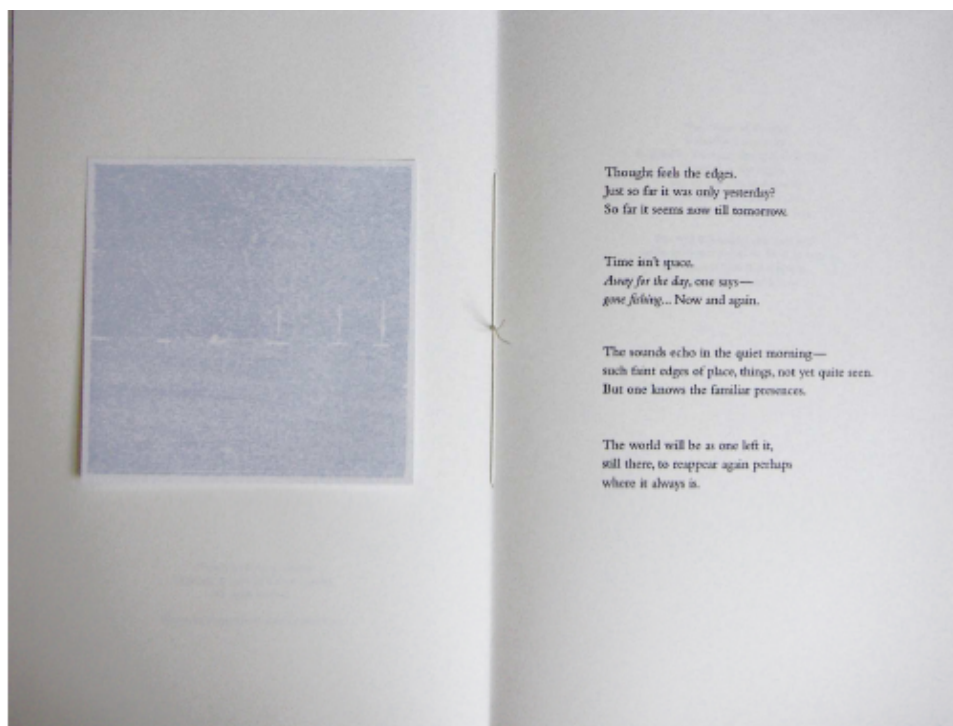 Thought feels the edges.
Just so far it was only yesterday?
So far it seems now till tomorrow.
Time isn't space.
Away for the day, one says—
gone fishing... Now and again.
The sounds echo in the quiet morning—
such faint edges of place, things, not yet quite seen.
But one knows the familiar presences.
The world will be as one left it,
still there, to reappear again perhaps
where it always is.